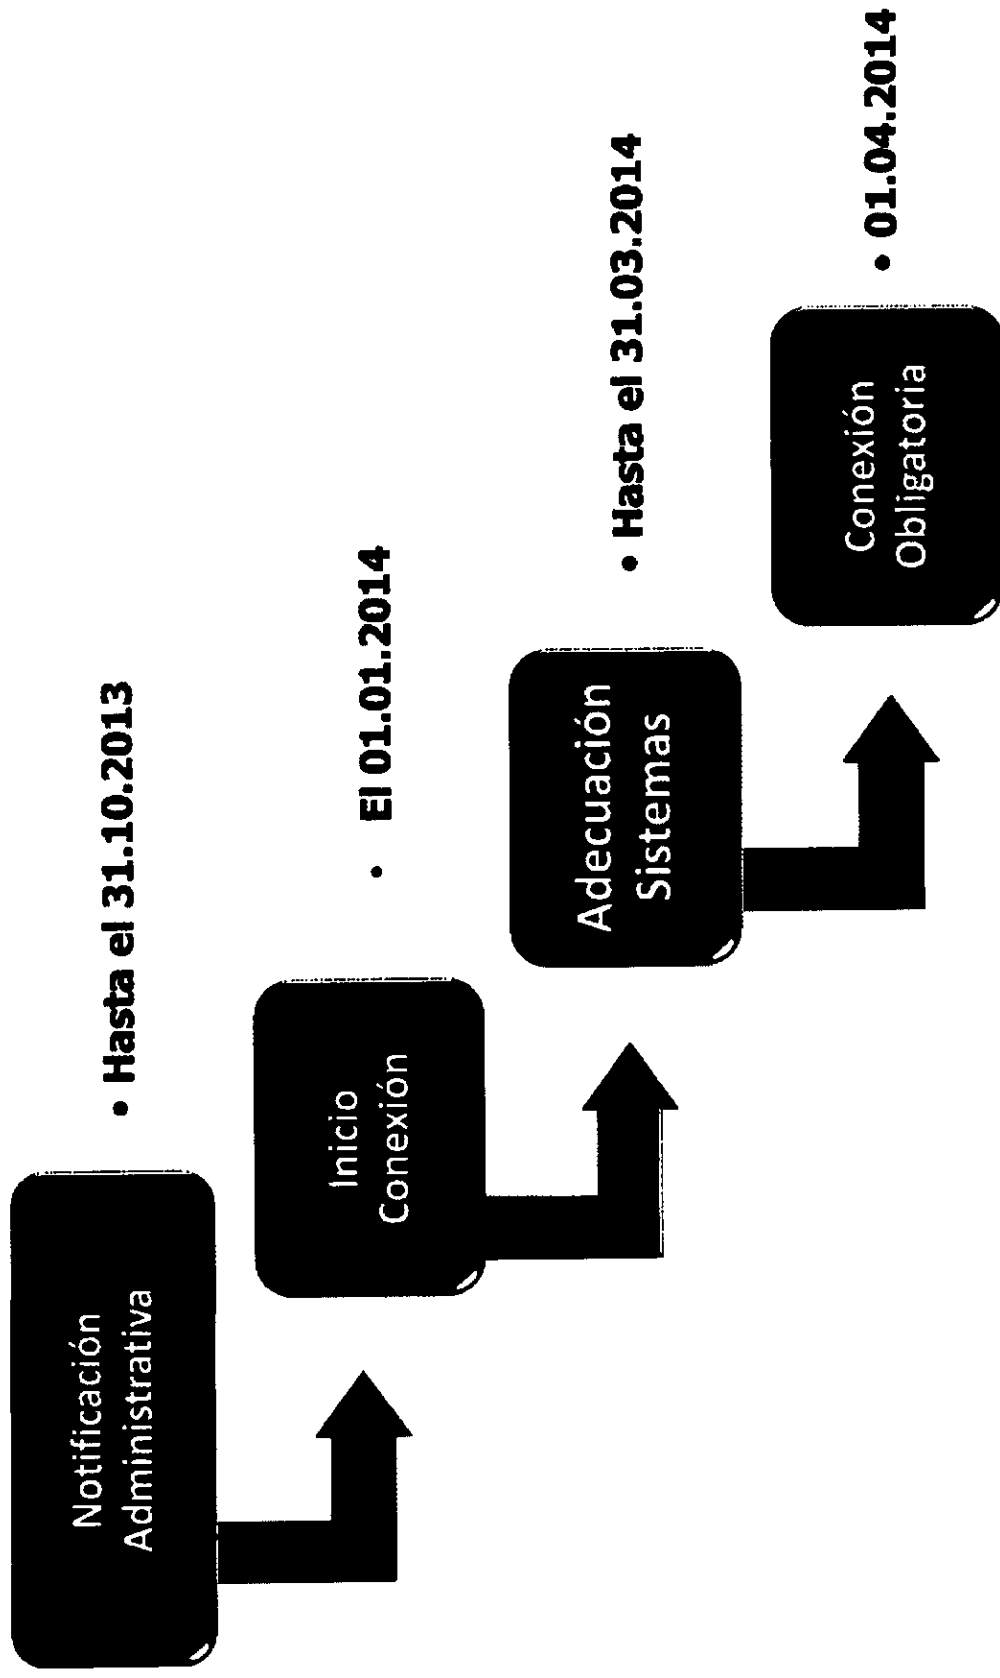 Notificación
Administrativa
• Hasta el 31.10.2013
Inicio
Conexión
• El 01.01.2014
Adecuación
Sistemas
• Hasta el 31.03.2014
Conexión
Obligatoria
• 01.04.2014